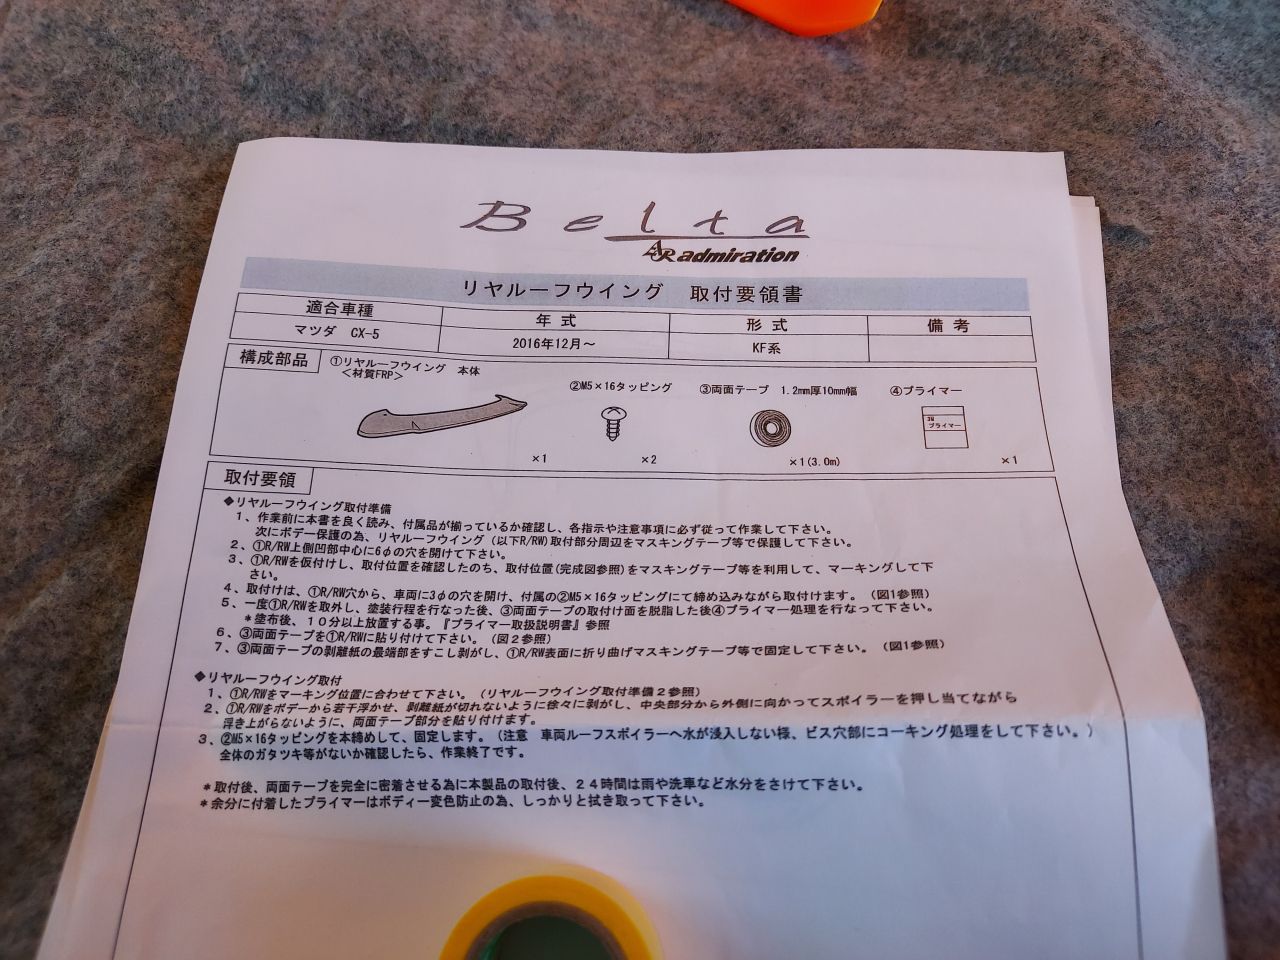 Belta
AR admiration
リヤルーフウイング 取付要領書
適合車種 年式 形式 備考
マツダ CX-5 2016年12月～ KF系
構成部品
①リヤルーフウイング 本体
＜材質FRP＞
②M5×16タッピング
③両面テープ 1.2mm厚10mm幅
④プライマー
3M
プライマー
×1
×2
×1(3.0m)
×1
取付要領
◆リヤルーフウイング取付準備
1、作業前に本書を良く読み、付属品が揃っているか確認し、各指示や注意事項に必ず従って作業して下さい。
次にボデー保護の為、リヤルーフウイング（以下R/RW）取付部分周辺をマスキングテープ等で保護して下さい。
2、①R/RW上側凹部中心に6φの穴を開けて下さい。
3、①R/RWを仮付けし、取付位置を確認したのち、取付位置(完成図参照)をマスキングテープ等を利用して、マーキングして下
さい。
4、取付けは、①R/RW穴から、車両に3φの穴を開け、付属の②M5×16タッピングにて締め込みながら取付けます。（図1参照）
5、一度①R/RWを取外し、塗装行程を行なった後、③両面テープの取付け面を脱脂した後④プライマー処理を行なって下さい。
＊塗布後、１０分以上放置する事。『プライマー取扱説明書』参照
6、③両面テープを①R/RWに貼り付けて下さい。（図２参照）
7、③両面テープの剥離紙の最端部をすこし剥がし、①R/RW表面に折り曲げマスキングテープ等で固定して下さい。（図1参照）
◆リヤルーフウイング取付
1、①R/RWをマーキング位置に合わせて下さい。（リヤルーフウイング取付準備２参照）
2、①R/RWをボデーから若干浮かせ、剥離紙が切れないように徐々に剥がし、中央部分から外側に向かってスポイラーを押し当てながら
浮き上がらないように、両面テープ部分を貼り付けます。
3、②M5×16タッピングを本締めして、固定します。（注意 車両ルーフスポイラーへ水が浸入しない様、ビス穴部にコーキング処理をして下さい。）
全体のガタツキ等がないか確認したら、作業終了です。
＊取付後、両面テープを完全に密着させる為に本製品の取付後、２４時間は雨や洗車など水分をさけて下さい。
＊余分に付着したプライマーはボディー変色防止の為、しっかりと拭き取って下さい。